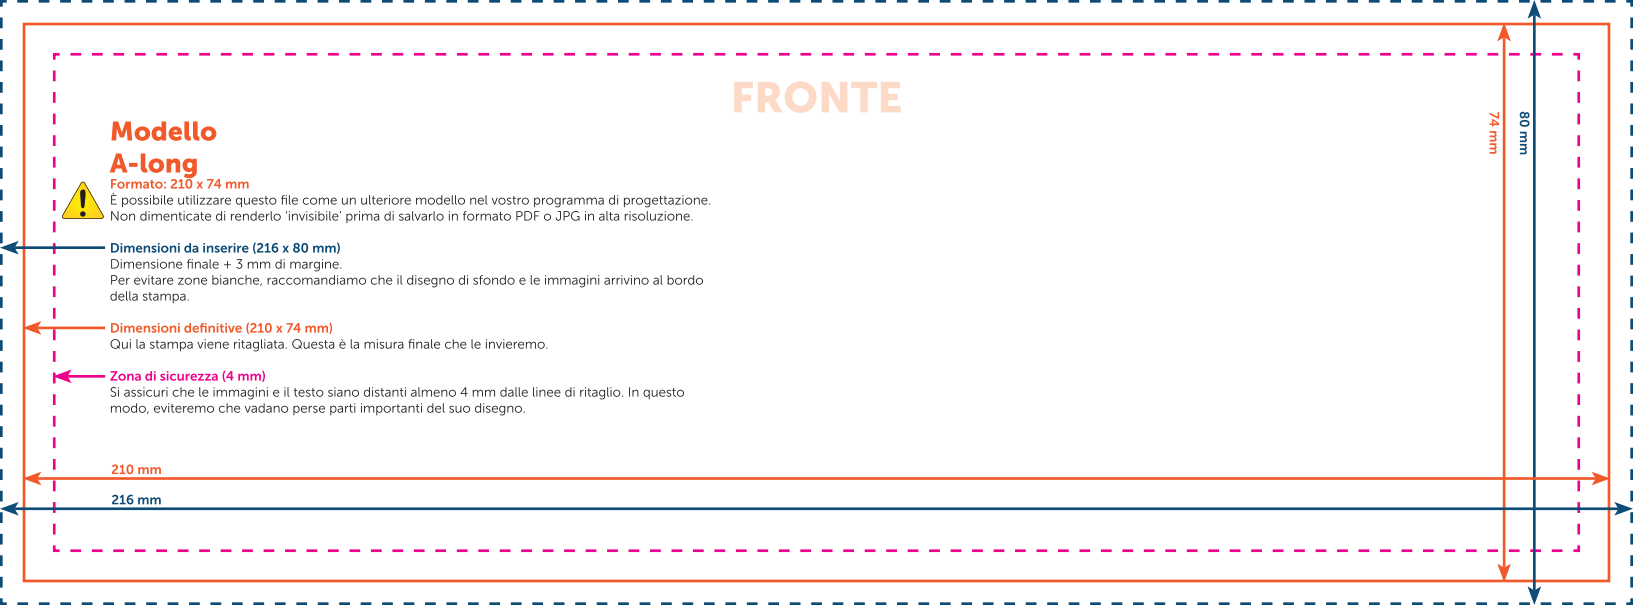 FRONTE
Modello
A-long
Formato: 210 x 74 mm
È possibile utilizzare questo file come un ulteriore modello nel vostro programma di progettazione.
Non dimenticate di renderlo 'invisibile' prima di salvarlo in formato PDF o JPG in alta risoluzione.
Dimensioni da inserire (216 x 80 mm)
Dimensione finale + 3 mm di margine.
Per evitare zone bianche, raccomandiamo che il disegno di sfondo e le immagini arrivino al bordo
della stampa.
Dimensioni definitive (210 x 74 mm)
Qui la stampa viene ritagliata. Questa è la misura finale che le invieremo.
Zona di sicurezza (4 mm)
Si assicuri che le immagini e il testo siano distanti almeno 4 mm dalle linee di ritaglio. In questo
modo, eviteremo che vadano perse parti importanti del suo disegno.
210 mm
216 mm
74 mm
80 mm